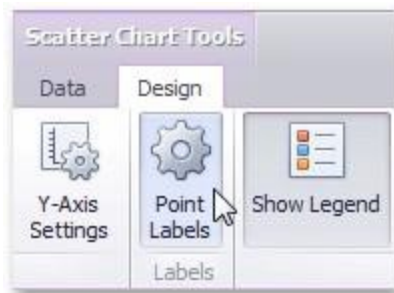 Scatter Chart Tools
Data Design
Y-Axis Settings
Point Labels
Show Legend
Labels